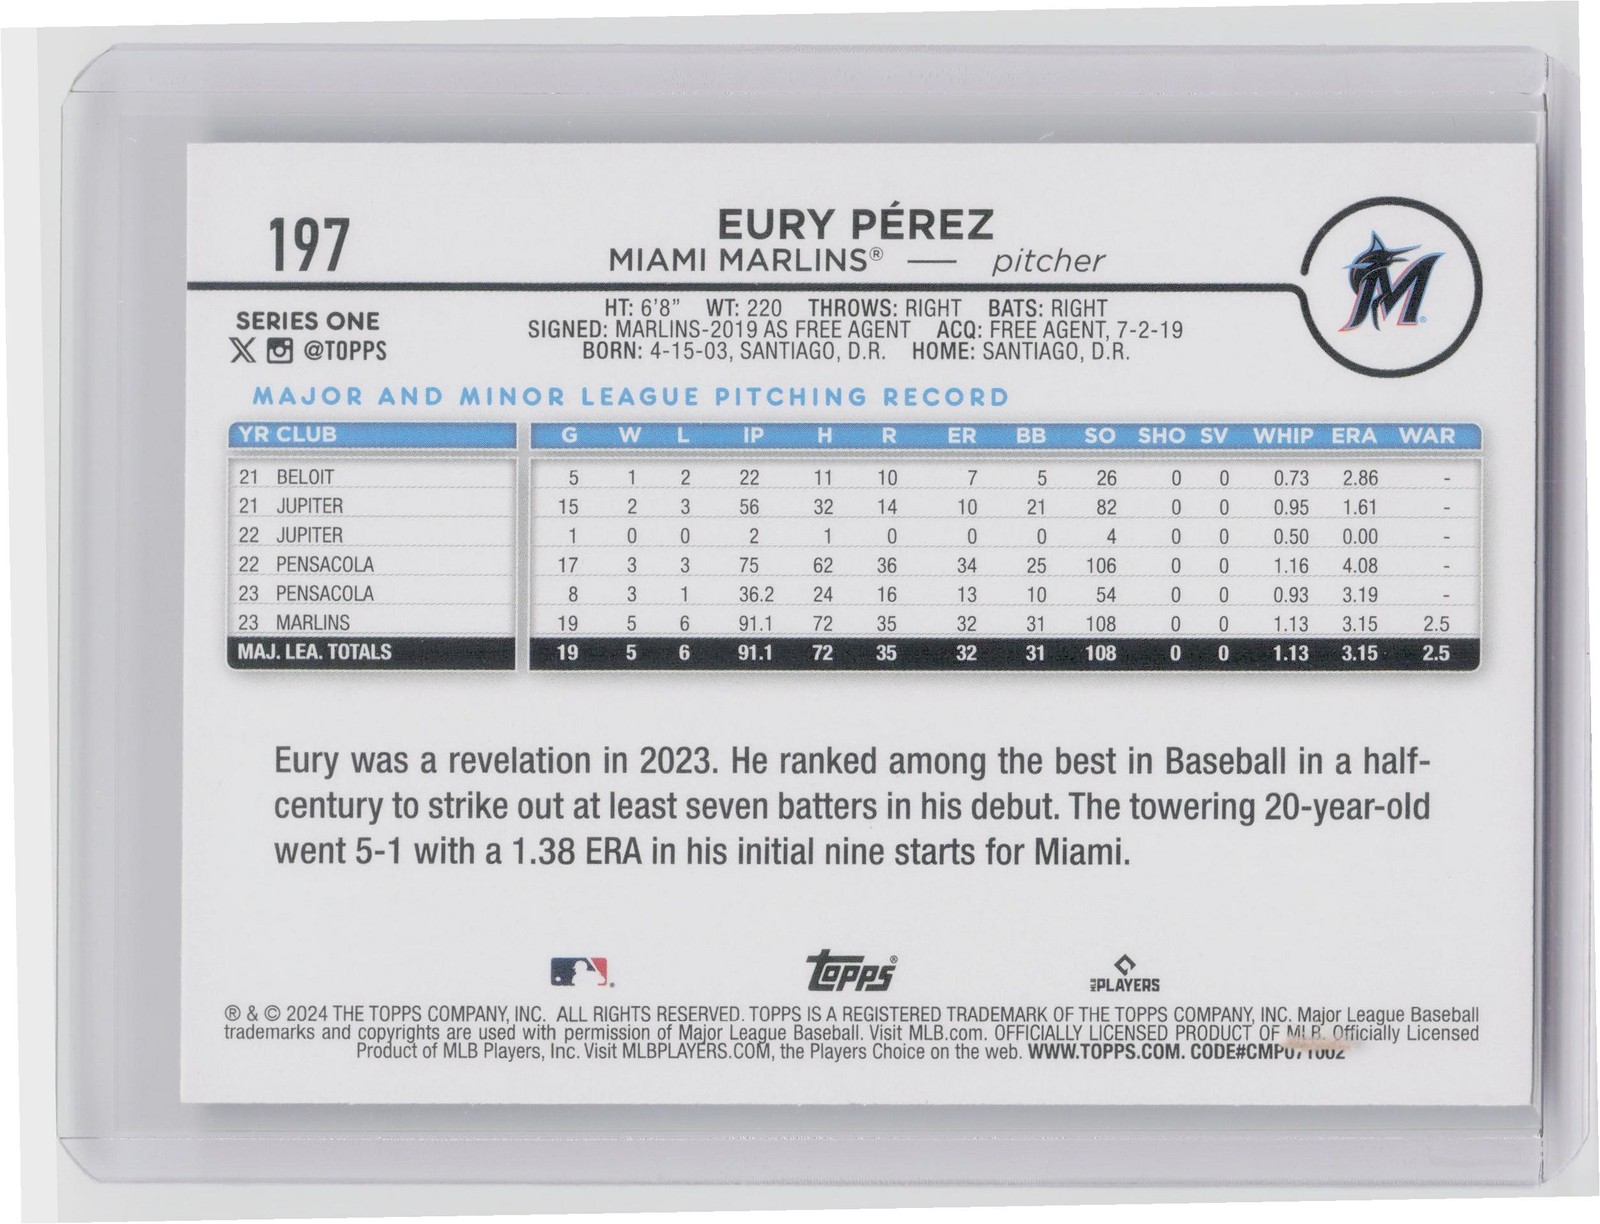 197
EURY PÉREZ
MIAMI MARLINS® — pitcher
M
SERIES ONE
X @TOPPS
HT: 6'8" WT: 220 THROWS: RIGHT BATS: RIGHT
SIGNED: MARLINS-2019 AS FREE AGENT ACQ: FREE AGENT, 7-2-19
BORN: 4-15-03, SANTIAGO, D.R. HOME: SANTIAGO, D.R.
MAJOR AND MINOR LEAGUE PITCHING RECORD
YR CLUB G W L IP H R ER BB SO SHO SV WHIP ERA WAR
21 BELOIT 5 1 2 22 11 10 7 5 26 0 0 0.73 2.86 -
21 JUPITER 15 2 3 56 32 14 10 21 82 0 0 0.95 1.61 -
22 JUPITER 1 0 0 2 1 0 0 0 4 0 0 0.50 0.00 -
22 PENSACOLA 17 3 3 75 62 36 34 25 106 0 0 1.16 4.08 -
23 PENSACOLA 8 3 1 36.2 24 16 13 10 54 0 0 0.93 3.19 -
23 MARLINS 19 5 6 91.1 72 35 32 31 108 0 0 1.13 3.15 2.5
MAJ. LEA. TOTALS 19 5 6 91.1 72 35 32 31 108 0 0 1.13 3.15 2.5
Eury was a revelation in 2023. He ranked among the best in Baseball in a half-
century to strike out at least seven batters in his debut. The towering 20-year-old
went 5-1 with a 1.38 ERA in his initial nine starts for Miami.
topps® MLB PLAYERS
® & © 2024 THE TOPPS COMPANY, INC. ALL RIGHTS RESERVED. TOPPS IS A REGISTERED TRADEMARK OF THE TOPPS COMPANY, INC. Major League Baseball
trademarks and copyrights are used with permission of Major League Baseball. Visit MLB.com. OFFICIALLY LICENSED PRODUCT OF MLB. Officially Licensed
Product of MLB Players, Inc. Visit MLBPLAYERS.COM, the Players Choice on the web. WWW.TOPPS.COM. CODE#CMP071002